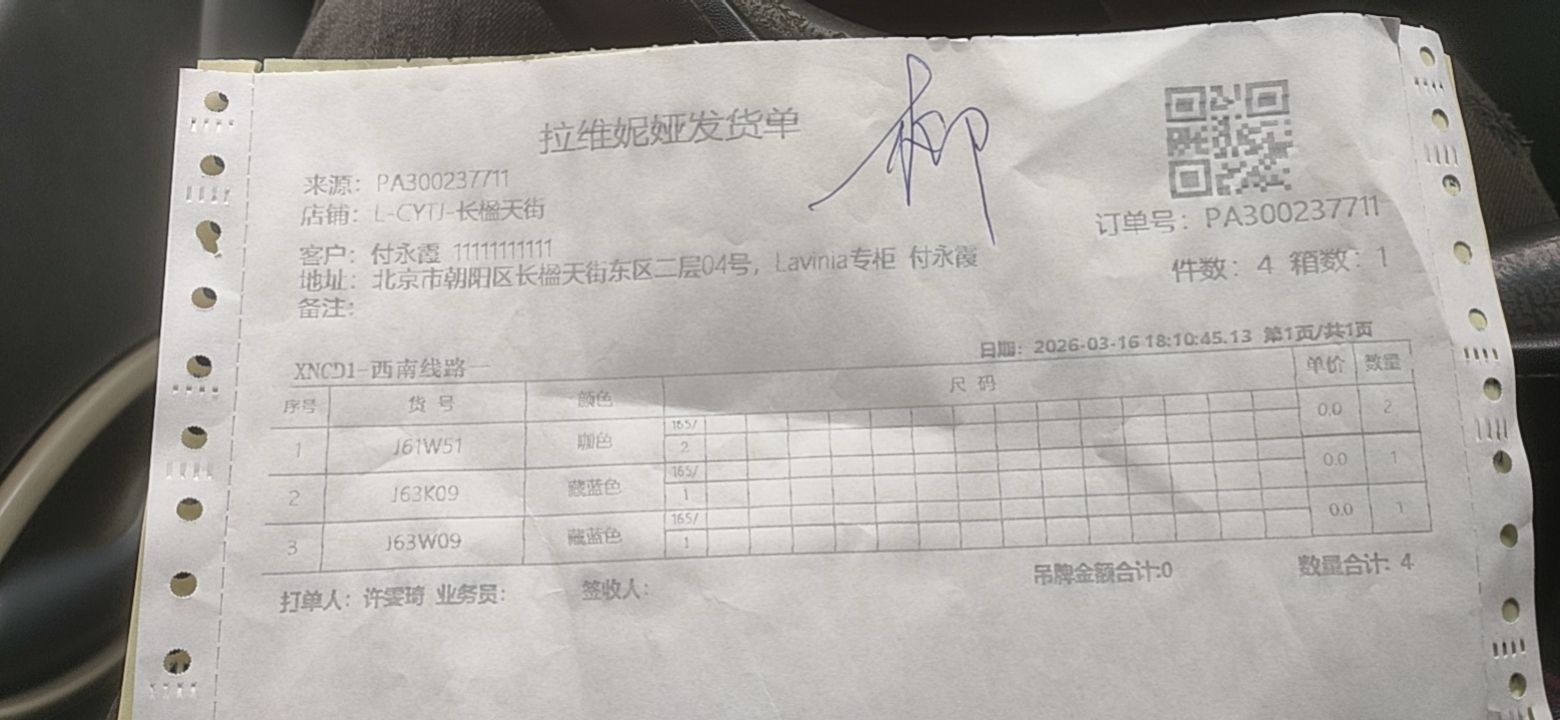 拉维妮娅发货单
柳
来源：PA300237711
店铺：L-CYTJ-长楹天街
订单号：PA300237711
客户：付永霞 11111111111
地址：北京市朝阳区长楹天街东区二层04号，Lavinia专柜 付永霞
件数：4 箱数：1
备注：
日期：2026-03-16 18:10:45.13 第1页/共1页
XNCD1-西南线路
序号 货号 颜色 尺码 单价 数量
1 J61W51 咖色 165/ 2 0.0 2
2 J63K09 藏蓝色 165/ 1 0.0 1
3 J63W09 藏蓝色 165/ 1 0.0 1
吊牌金额合计:0 数量合计: 4
打单人：许雯琦 业务员： 签收人：